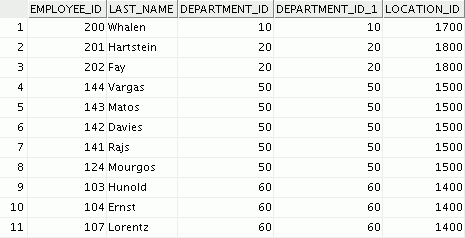 EMPLOYEE_ID LAST_NAME DEPARTMENT_ID DEPARTMENT_ID_1 LOCATION_ID
1 200 Whalen 10 10 1700
2 201 Hartstein 20 20 1800
3 202 Fay 20 20 1800
4 144 Vargas 50 50 1500
5 143 Matos 50 50 1500
6 142 Davies 50 50 1500
7 141 Rajs 50 50 1500
8 124 Mourgos 50 50 1500
9 103 Hunold 60 60 1400
10 104 Ernst 60 60 1400
11 107 Lorentz 60 60 1400